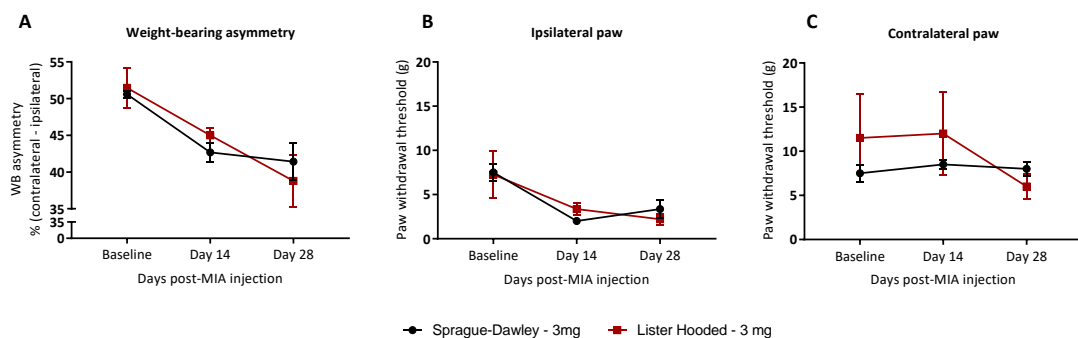 A
Weight-bearing asymmetry
WB asymmetry
% (contralateral - ipsilateral)
55
50
45
40
35
35
0
Baseline
Day 14
Day 28
Days post-MIA injection
B
Ipsilateral paw
Paw withdrawal threshold (g)
20
15
10
5
0
Baseline
Day 14
Day 28
Days post-MIA injection
C
Contralateral paw
Paw withdrawal threshold (g)
20
15
10
5
0
Baseline
Day 14
Day 28
Days post-MIA injection
Sprague-Dawley - 3mg
Lister Hooded - 3 mg